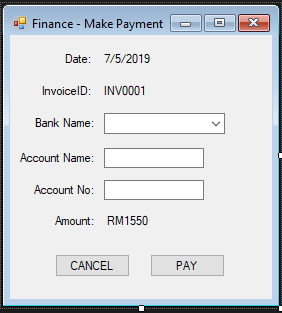 Finance - Make Payment
Date: 7/5/2019
InvoiceID: INV0001
Bank Name:
Account Name:
Account No:
Amount: RM1550
CANCEL PAY